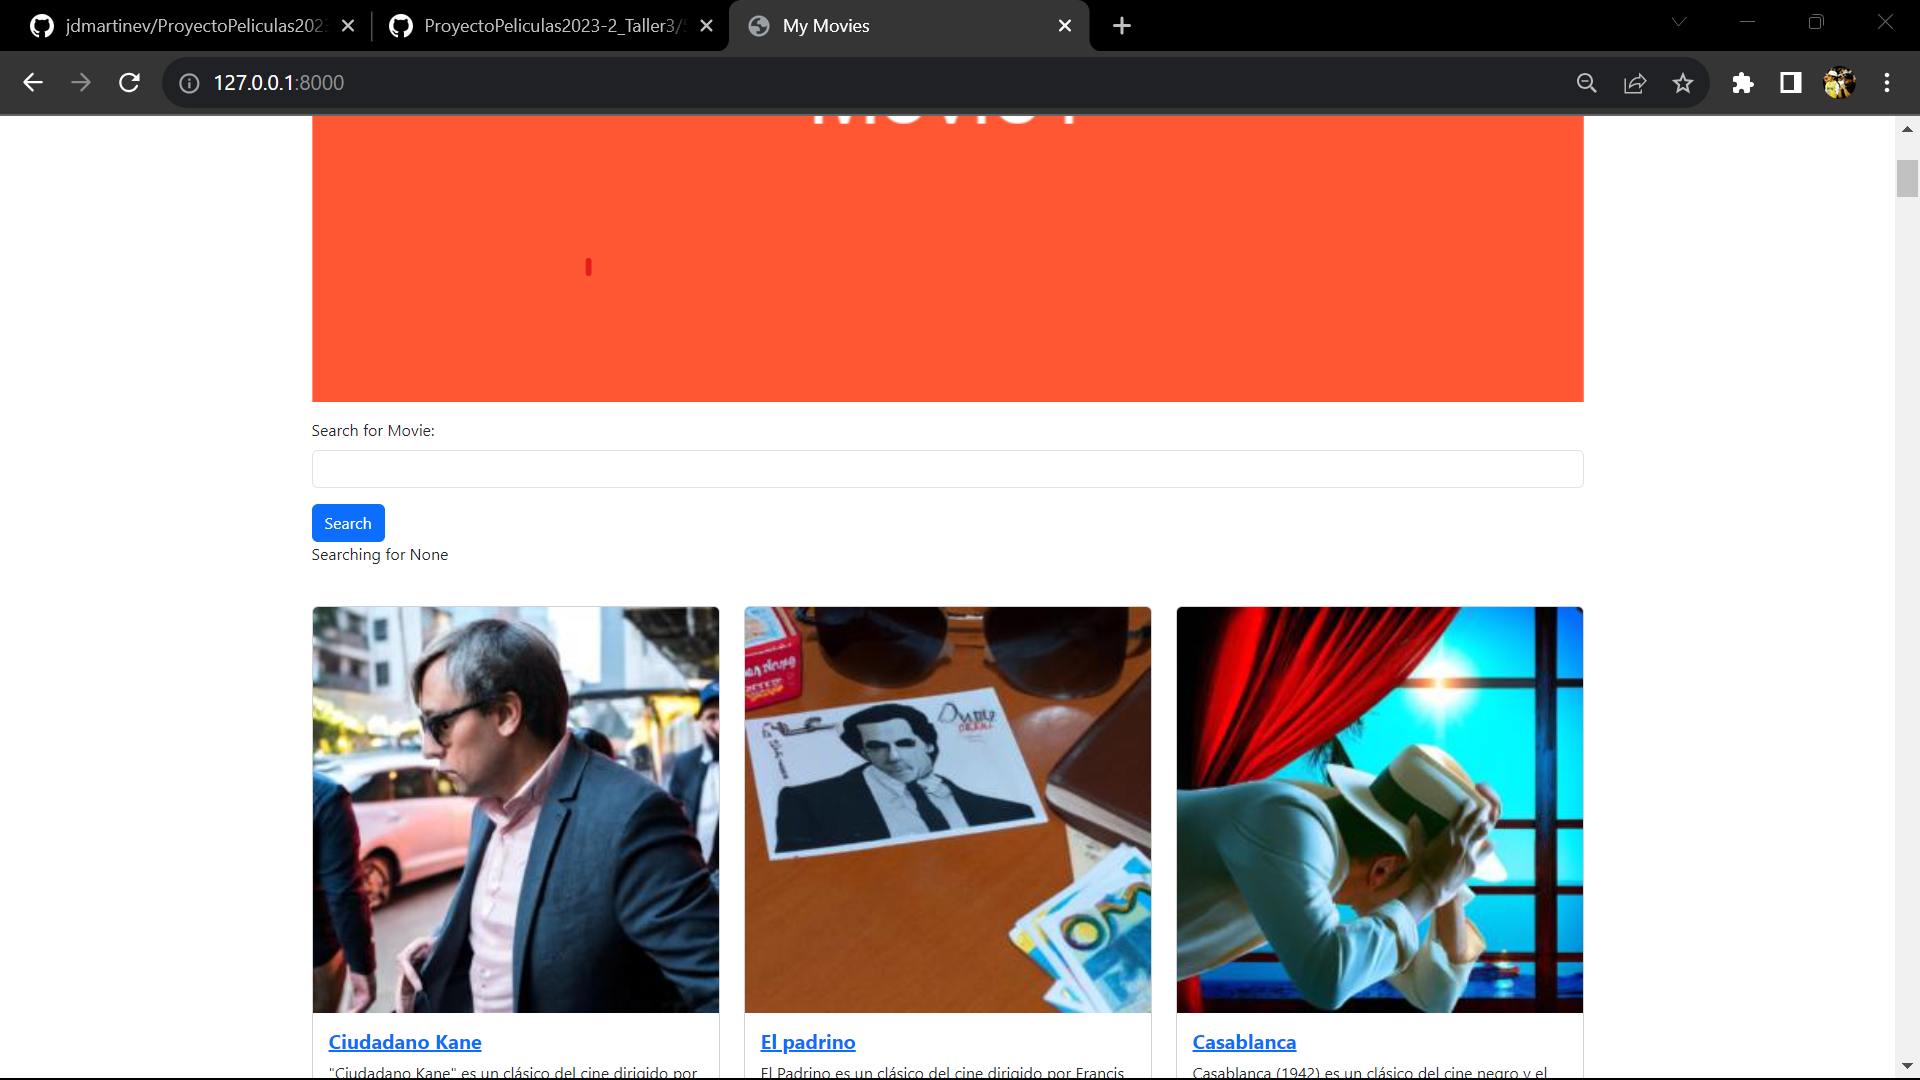 jdmartinev/ProyectoPeliculas202
ProyectoPeliculas2023-2_Taller3/
My Movies
127.0.0.1:8000
Search for Movie:
Search
Searching for None
Ciudadano Kane
El padrino
Casablanca
"Ciudadano Kane" es un clásico del cine dirigido por
El Padrino es un clásico del cine dirigido por Francis
Casablanca (1942) es un clásico del cine negro y el